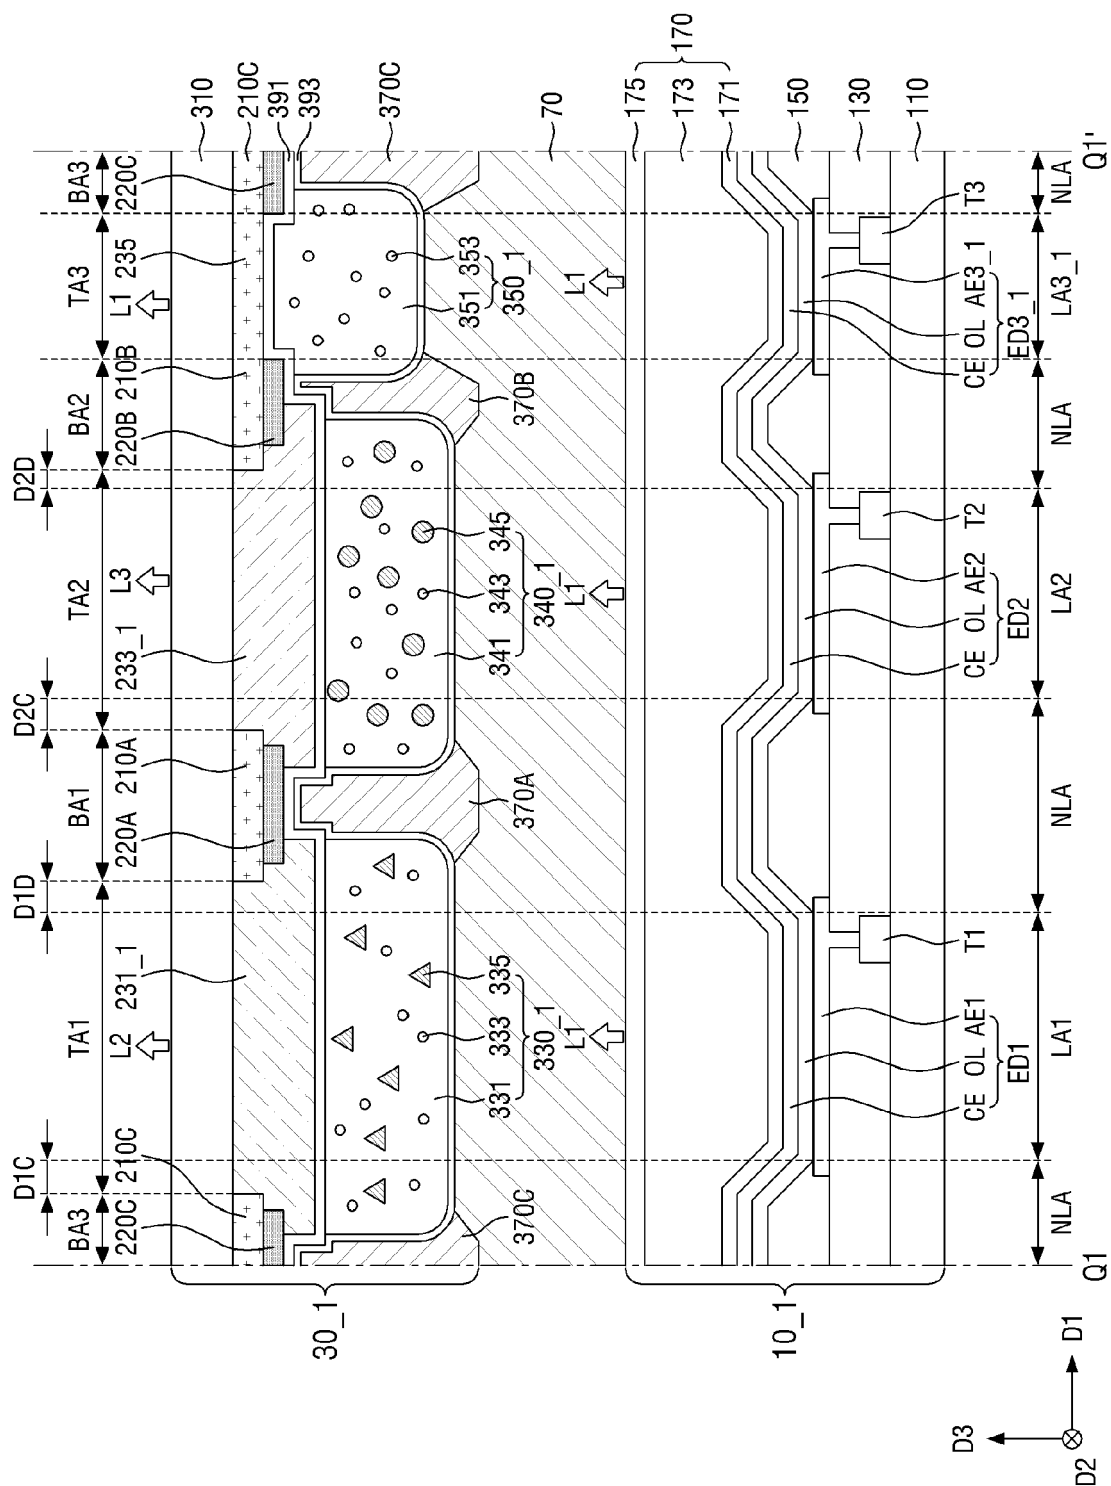 D1C D1D D2C D2D
BA3 TA1 BA1 TA2 BA2 TA3 BA3
220C 210C L2 231_1 220A 210A 233_1 L3 220B 210B L1 235 220C
310
210C
391
393
370C
70
175
173
171
170
150
130
110
30_1
370C
331 333 335
330_1
L1
370A
341 343 345
340_1
L1
370B
351 353
350_1
L1
10_1
CE OL AE1 T1
ED1
CE OL AE2 T2
ED2
CE OL AE3_1 T3
ED3_1
NLA LA1 NLA LA2 NLA LA3_1 NLA
Q1 Q1'
D3
D2
D1